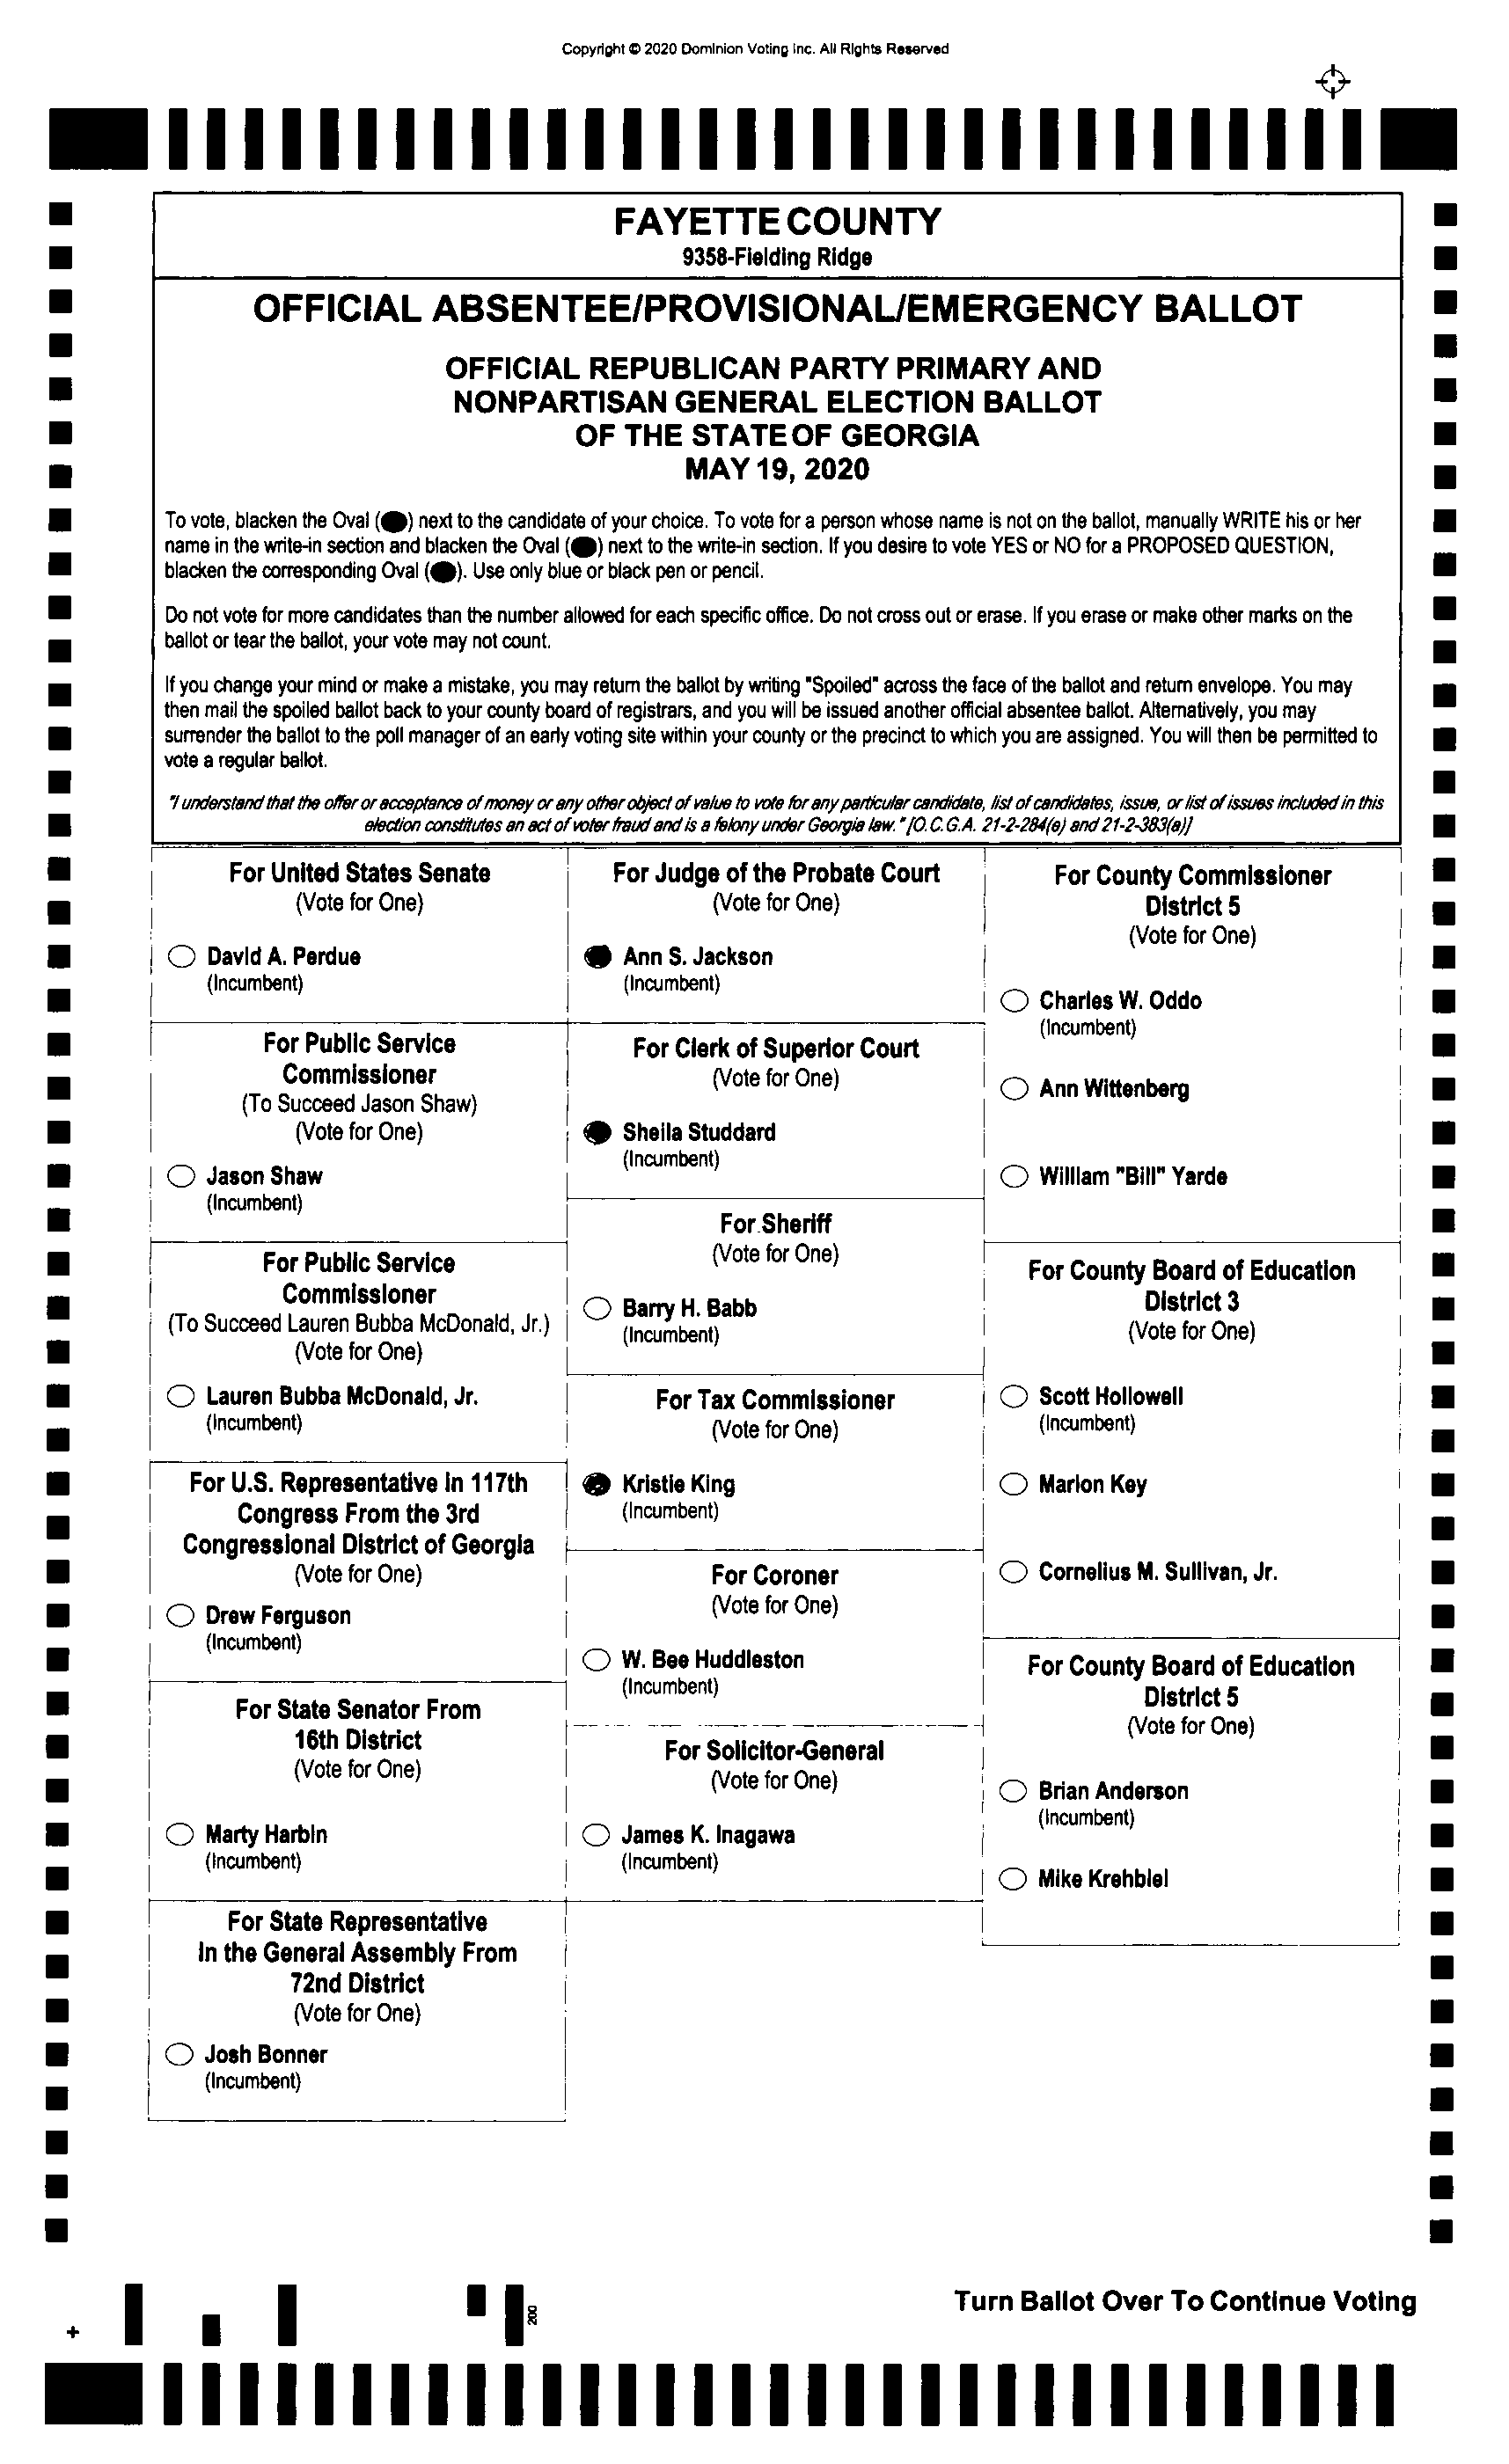 Copyright © 2020 Dominion Voting Inc. All Rights Reserved
FAYETTE COUNTY
9358-Fielding Ridge
OFFICIAL ABSENTEE/PROVISIONAL/EMERGENCY BALLOT
OFFICIAL REPUBLICAN PARTY PRIMARY AND
NONPARTISAN GENERAL ELECTION BALLOT
OF THE STATE OF GEORGIA
MAY 19, 2020
To vote, blacken the Oval (⬬) next to the candidate of your choice. To vote for a person whose name is not on the ballot, manually WRITE his or her
name in the write-in section and blacken the Oval (⬬) next to the write-in section. If you desire to vote YES or NO for a PROPOSED QUESTION,
blacken the corresponding Oval (⬬). Use only blue or black pen or pencil.
Do not vote for more candidates than the number allowed for each specific office. Do not cross out or erase. If you erase or make other marks on the
ballot or tear the ballot, your vote may not count.
If you change your mind or make a mistake, you may return the ballot by writing "Spoiled" across the face of the ballot and return envelope. You may
then mail the spoiled ballot back to your county board of registrars, and you will be issued another official absentee ballot. Alternatively, you may
surrender the ballot to the poll manager of an early voting site within your county or the precinct to which you are assigned. You will then be permitted to
vote a regular ballot.
"I understand that the offer or acceptance of money or any other object of value to vote for any particular candidate, list of candidates, issue, or list of issues included in this
election constitutes an act of voter fraud and is a felony under Georgia law." [O.C.G.A. 21-2-284(e) and 21-2-383(a)]
For United States Senate
(Vote for One)
David A. Perdue
(Incumbent)
For Public Service
Commissioner
(To Succeed Jason Shaw)
(Vote for One)
Jason Shaw
(Incumbent)
For Public Service
Commissioner
(To Succeed Lauren Bubba McDonald, Jr.)
(Vote for One)
Lauren Bubba McDonald, Jr.
(Incumbent)
For U.S. Representative in 117th
Congress From the 3rd
Congressional District of Georgia
(Vote for One)
Drew Ferguson
(Incumbent)
For State Senator From
16th District
(Vote for One)
Marty Harbin
(Incumbent)
For State Representative
In the General Assembly From
72nd District
(Vote for One)
Josh Bonner
(Incumbent)
For Judge of the Probate Court
(Vote for One)
Ann S. Jackson
(Incumbent)
For Clerk of Superior Court
(Vote for One)
Sheila Studdard
(Incumbent)
For Sheriff
(Vote for One)
Barry H. Babb
(Incumbent)
For Tax Commissioner
(Vote for One)
Kristie King
(Incumbent)
For Coroner
(Vote for One)
W. Bee Huddleston
(Incumbent)
For Solicitor-General
(Vote for One)
James K. Inagawa
(Incumbent)
For County Commissioner
District 5
(Vote for One)
Charles W. Oddo
(Incumbent)
Ann Wittenberg
William "Bill" Yarde
For County Board of Education
District 3
(Vote for One)
Scott Hollowell
(Incumbent)
Marion Key
Cornelius M. Sullivan, Jr.
For County Board of Education
District 5
(Vote for One)
Brian Anderson
(Incumbent)
Mike Krehbiel
Turn Ballot Over To Continue Voting
200